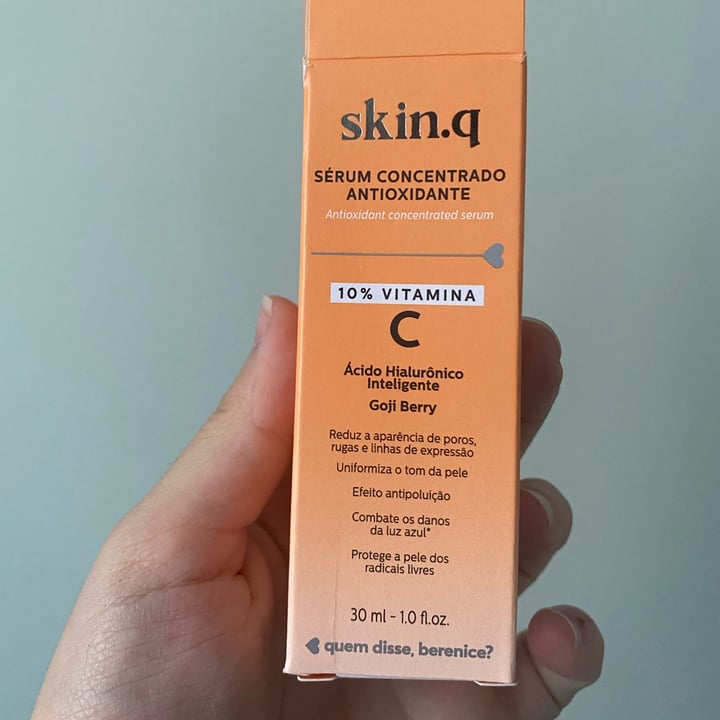 skin.q
SÉRUM CONCENTRADO
ANTIOXIDANTE
Antioxidant concentrated serum
10% VITAMINA
C
Ácido Hialurônico
Inteligente
Goji Berry
Reduz a aparência de poros,
rugas e linhas de expressão
Uniformiza o tom da pele
Efeito antipoluição
Combate os danos
da luz azul*
Protege a pele dos
radicais livres
30 ml - 1.0 fl.oz.
quem disse, berenice?